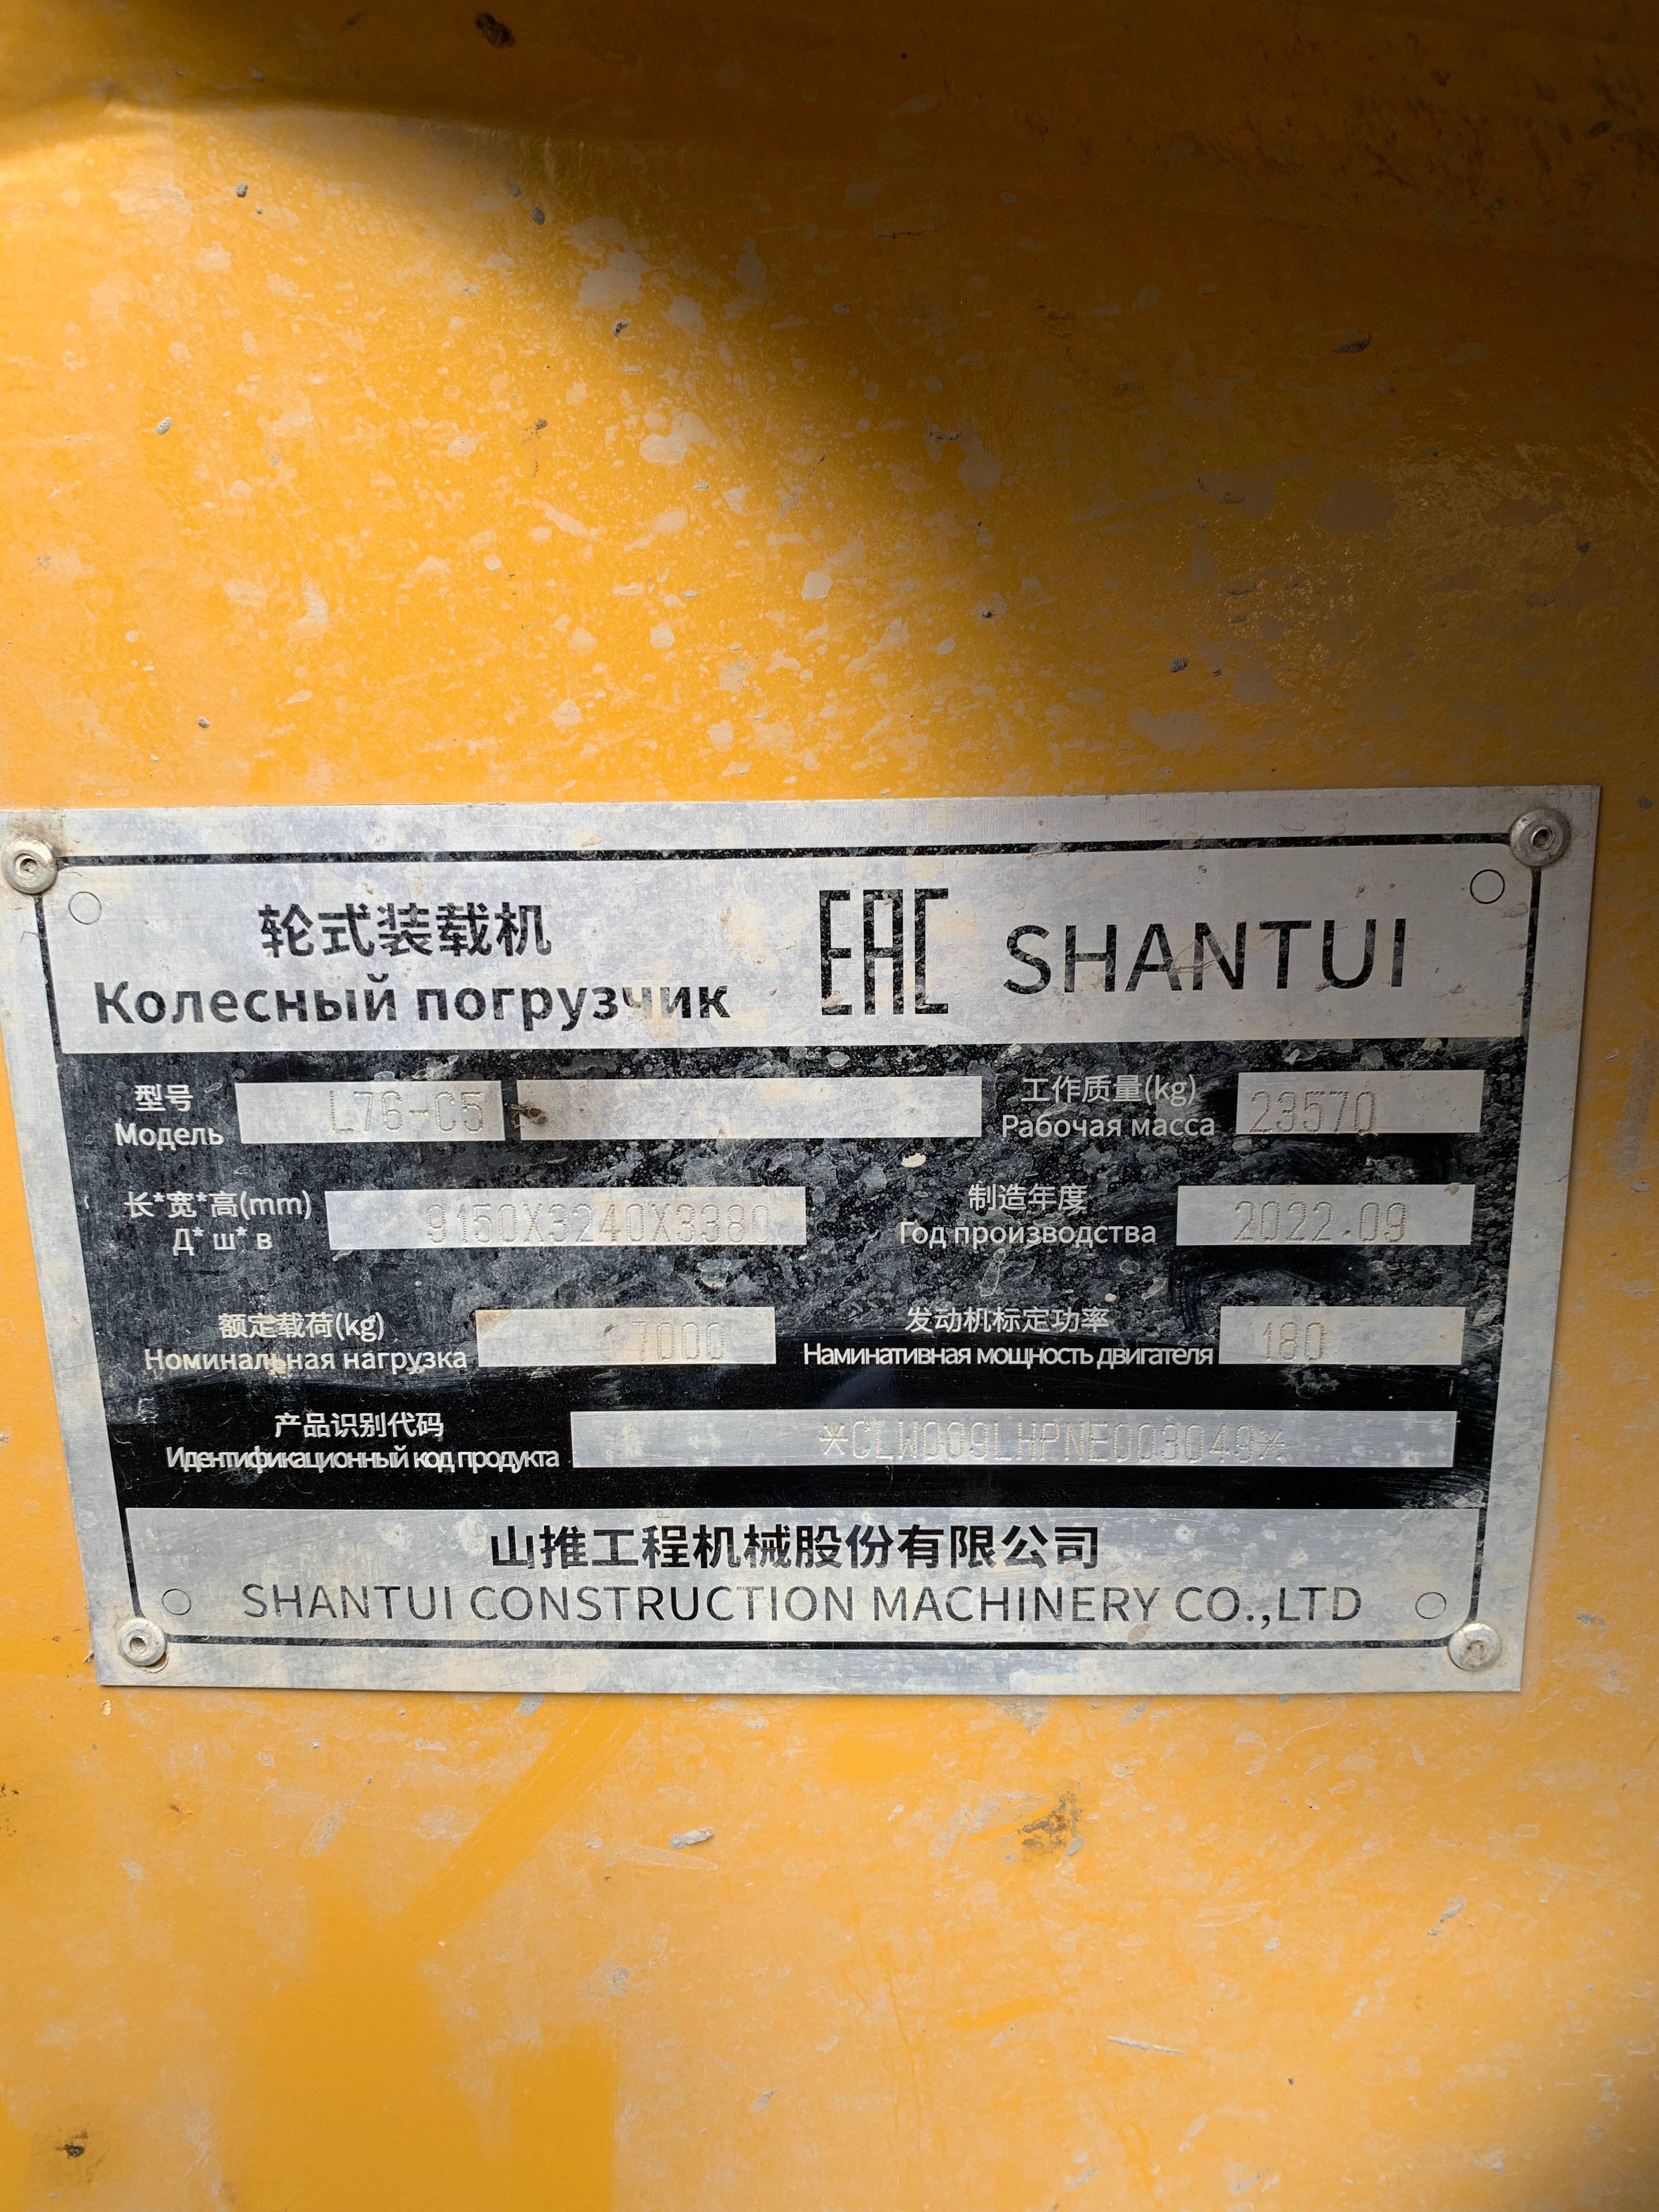 轮式装载机
Колесный погрузчик
EAC SHANTUI
型号
Модель L76-C5
工作质量(kg)
Рабочая масса 23570
长*宽*高(mm)
Д* ш* в 9150X3240X3380
制造年度
Год производства 2022.09
额定载荷(kg)
Номинальная нагрузка 7000
发动机标定功率
Наминативная мощность двигателя 180
产品识别代码
Идентификационный код продукта *CLW009LHPNE003049*
山推工程机械股份有限公司
SHANTUI CONSTRUCTION MACHINERY CO.,LTD